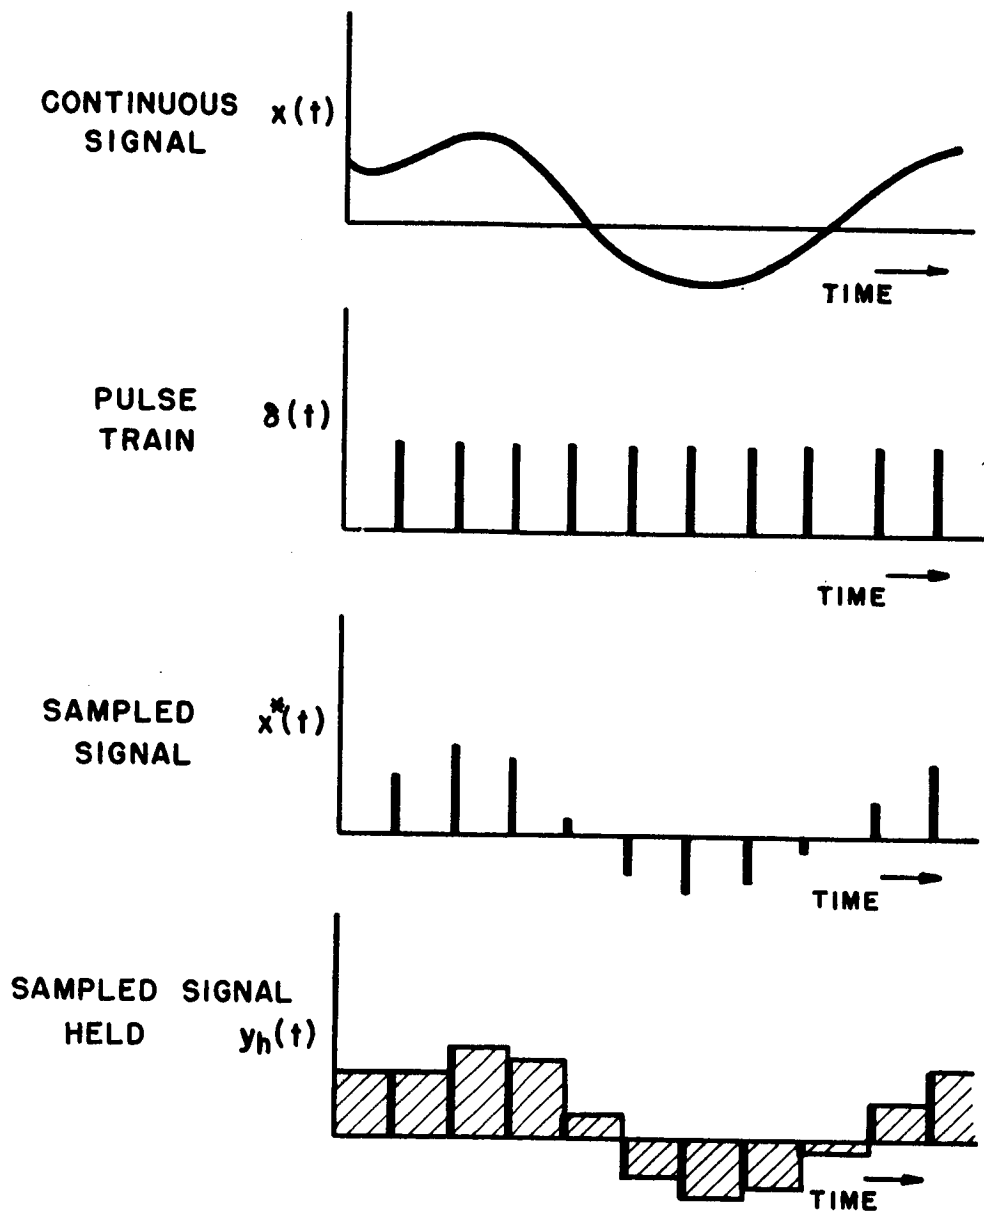 CONTINUOUS
SIGNAL
x(t)
TIME
PULSE
TRAIN
δ(t)
TIME
SAMPLED
SIGNAL
x*(t)
TIME
SAMPLED SIGNAL
HELD
yₕ(t)
TIME